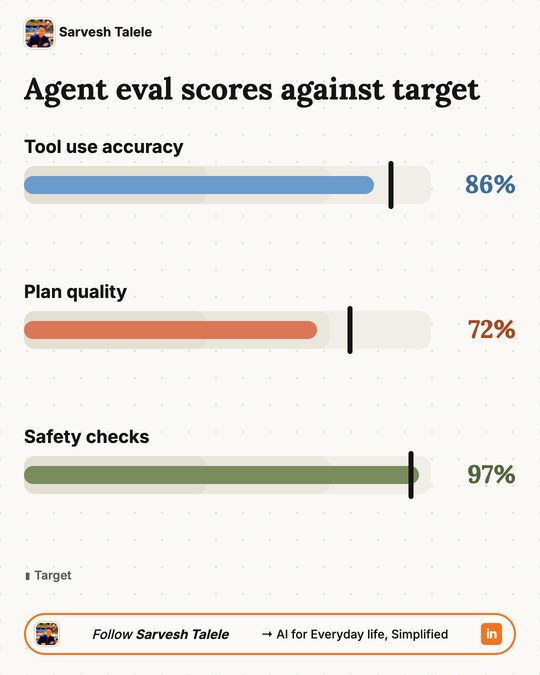 Sarvesh Talele
Agent eval scores against target
Tool use accuracy
86%
Plan quality
72%
Safety checks
97%
Target
Follow Sarvesh Talele → AI for Everyday life, Simplified in